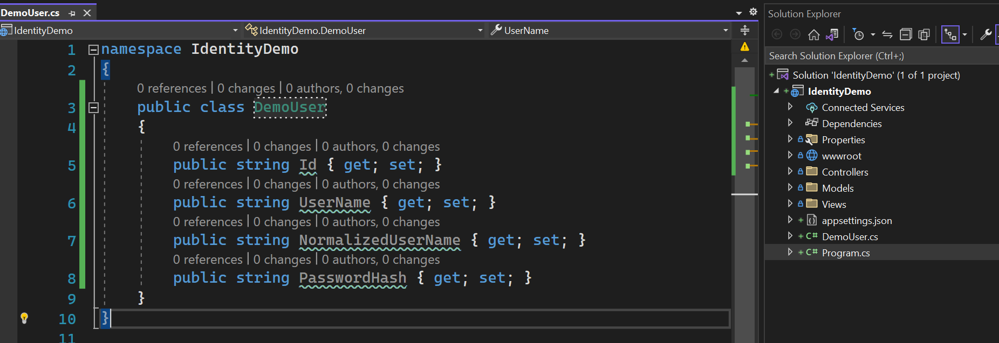 DemoUser.cs
IdentityDemo
IdentityDemo.DemoUser
UserName
1 namespace IdentityDemo
2 {
0 references | 0 changes | 0 authors, 0 changes
3 public class DemoUser
4 {
0 references | 0 changes | 0 authors, 0 changes
5 public string Id { get; set; }
0 references | 0 changes | 0 authors, 0 changes
6 public string UserName { get; set; }
0 references | 0 changes | 0 authors, 0 changes
7 public string NormalizedUserName { get; set; }
0 references | 0 changes | 0 authors, 0 changes
8 public string PasswordHash { get; set; }
9 }
10 }
11
Solution Explorer
Search Solution Explorer (Ctrl+;)
Solution 'IdentityDemo' (1 of 1 project)
IdentityDemo
Connected Services
Dependencies
Properties
wwwroot
Controllers
Models
Views
appsettings.json
C# DemoUser.cs
C# Program.cs